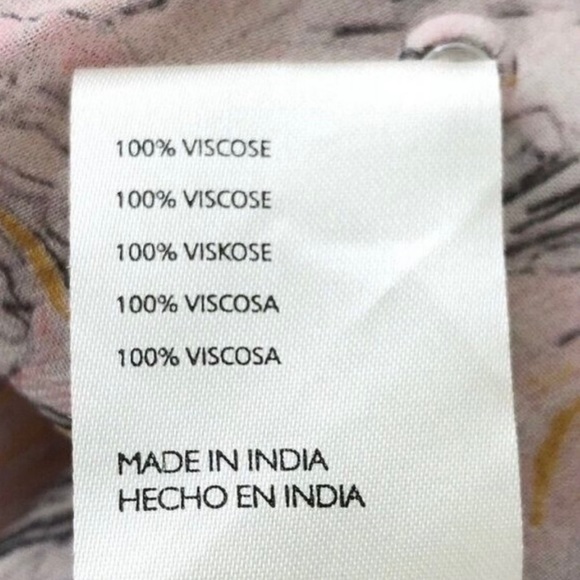 100% VISCOSE
100% VISCOSE
100% VISKOSE
100% VISCOSA
100% VISCOSA
MADE IN INDIA
HECHO EN INDIA